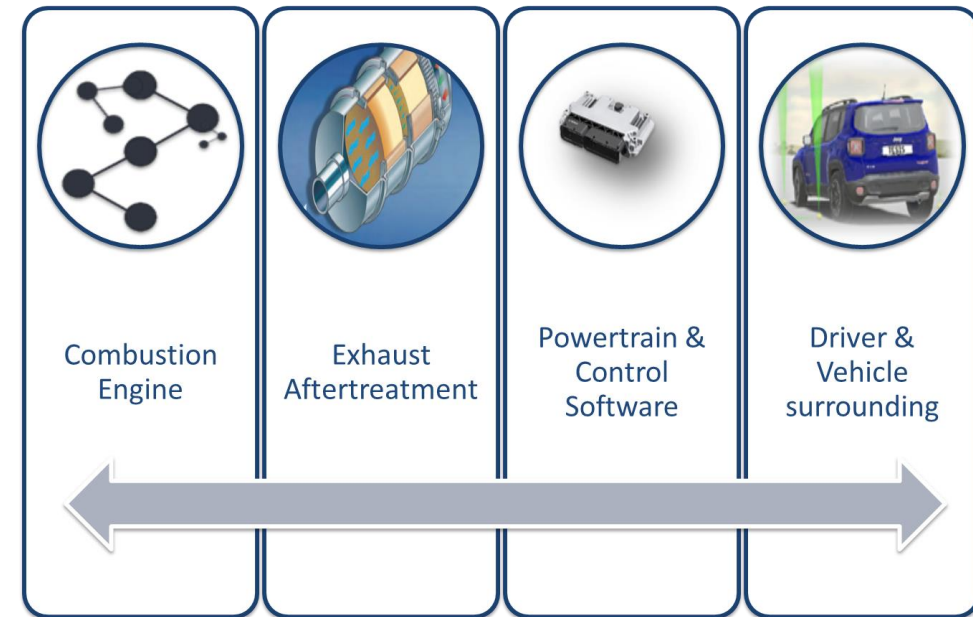 Combustion
Engine
Exhaust
Aftertreatment
Powertrain &
Control
Software
Driver &
Vehicle
surrounding